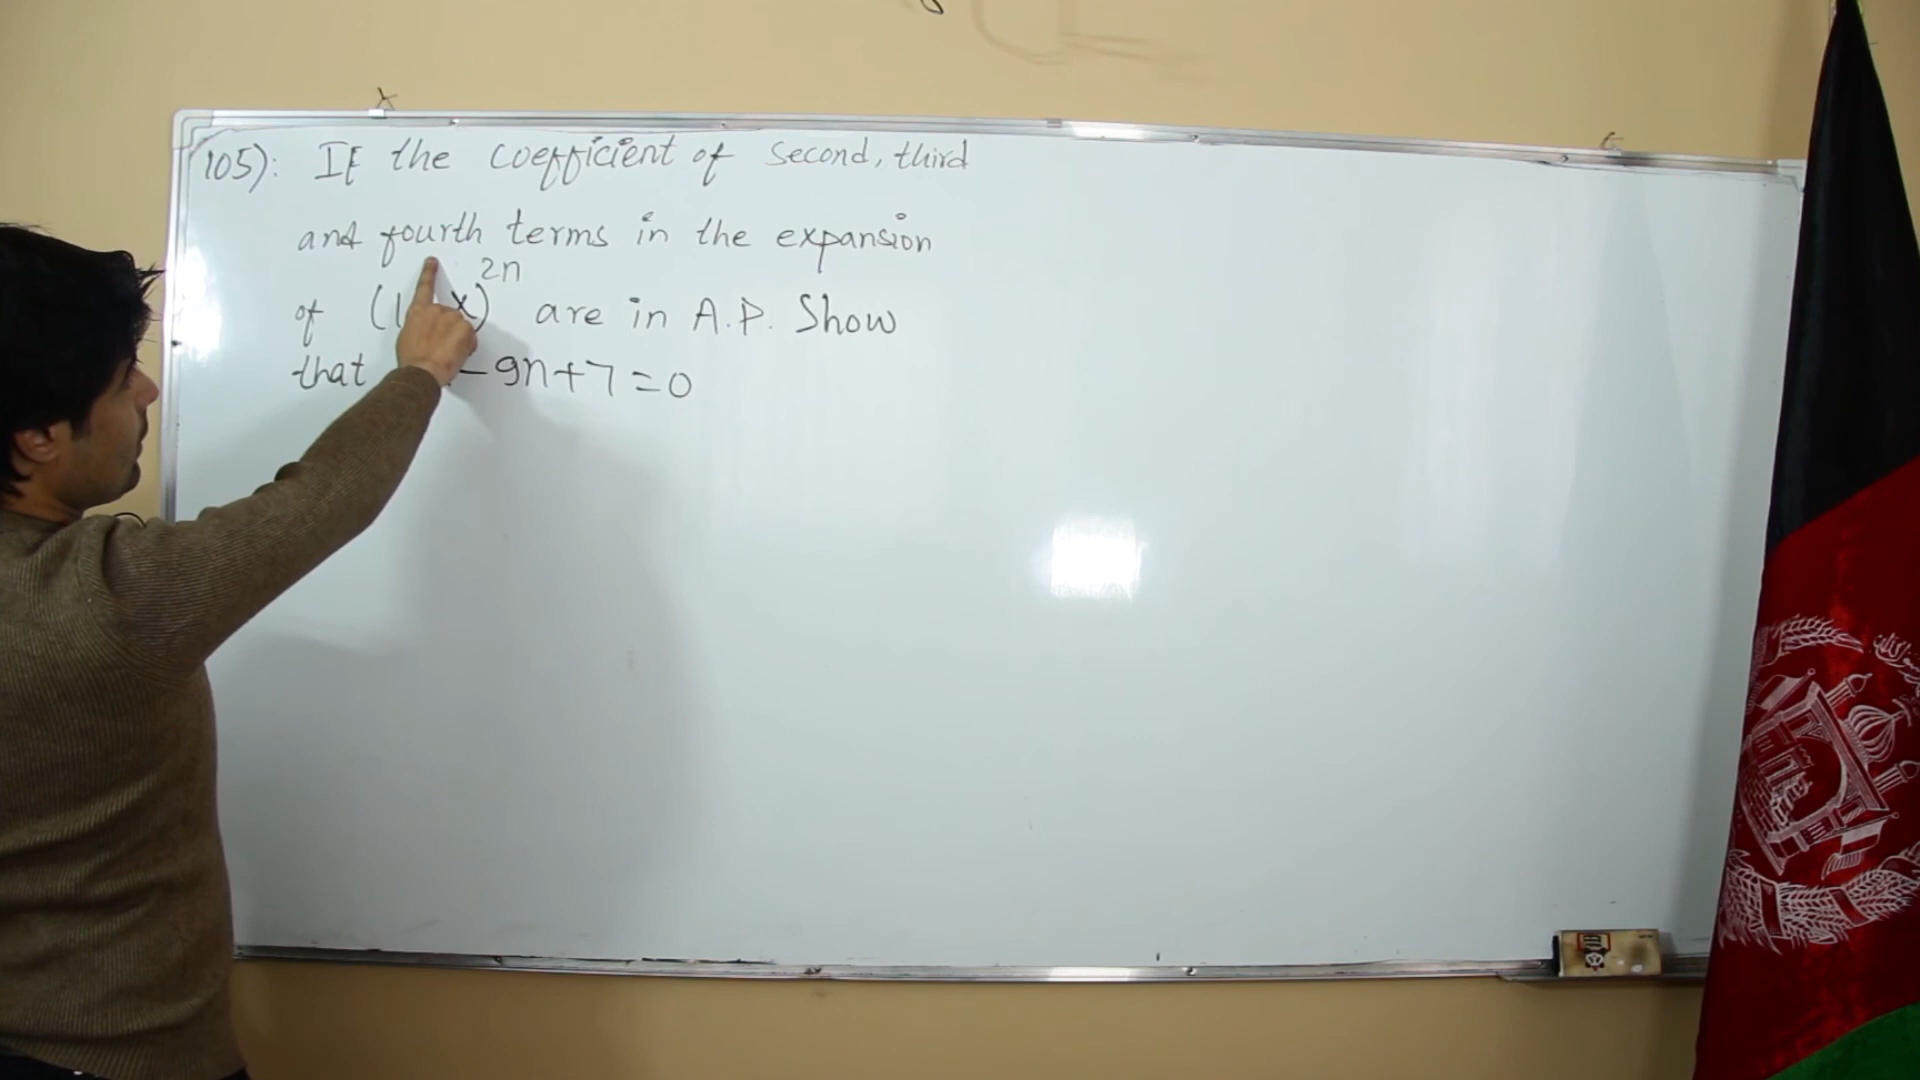 105): If the coefficient of second, third
and fourth terms in the expansion
of (1 x)²ⁿ are in A.P. Show
that - 9n+7=0